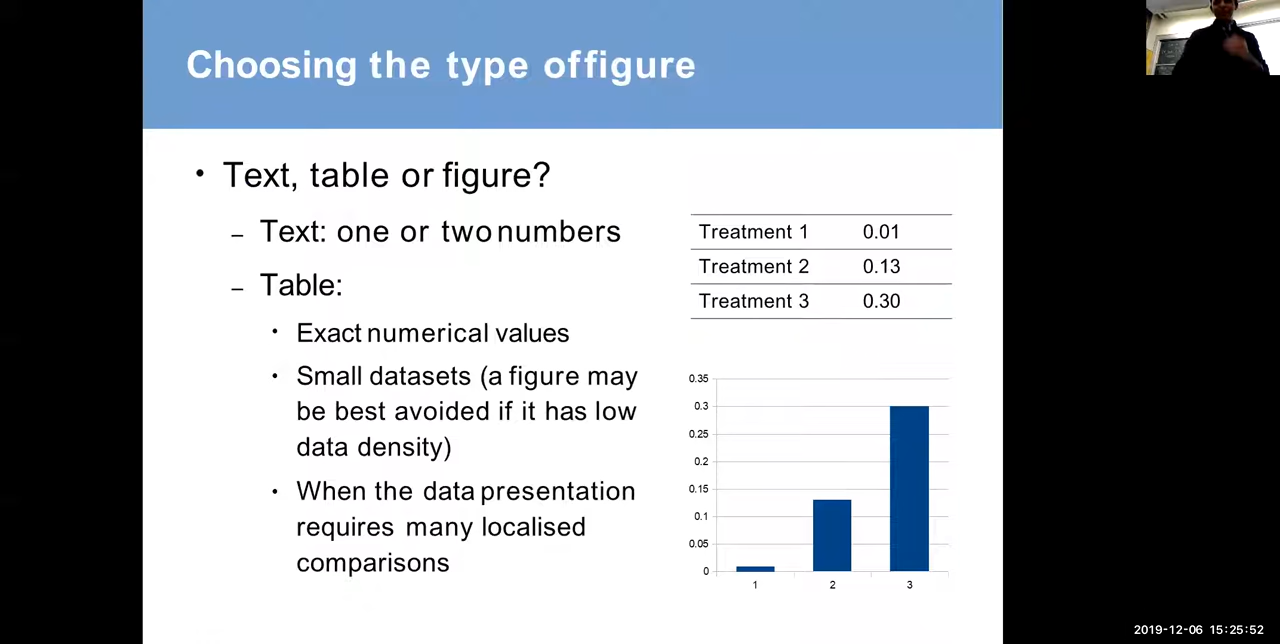 Choosing the type offigure
• Text, table or figure?
– Text: one or two numbers
– Table:
• Exact numerical values
• Small datasets (a figure may
be best avoided if it has low
data density)
• When the data presentation
requires many localised
comparisons
Treatment 1 0.01
Treatment 2 0.13
Treatment 3 0.30
0.35
0.3
0.25
0.2
0.15
0.1
0.05
0
1 2 3
2019-12-06 15:25:52